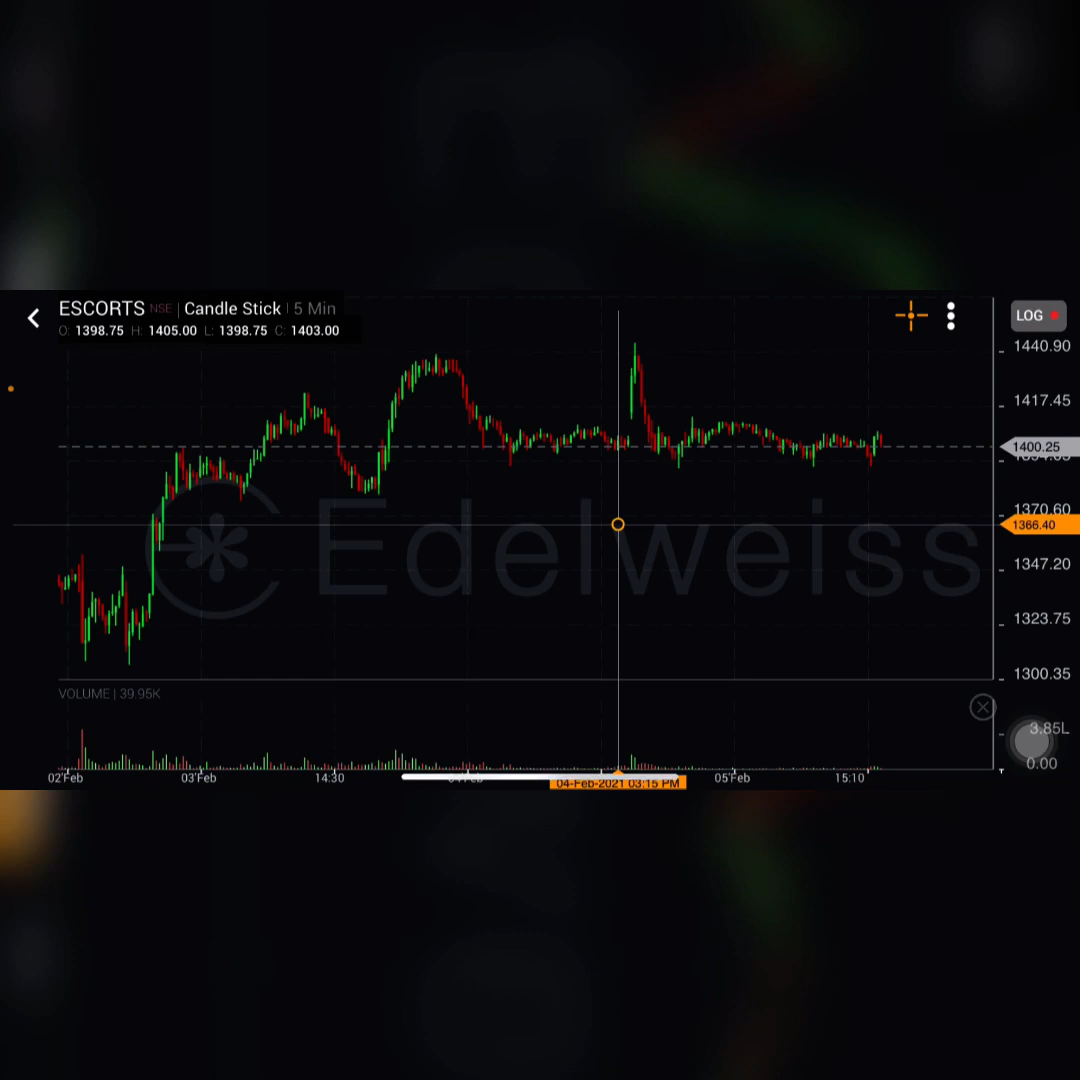 ESCORTS NSE | Candle Stick | 5 Min
O: 1398.75 H: 1405.00 L: 1398.75 C: 1403.00
LOG
1440.90
1417.45
1400.25
1370.60
1366.40
Edelweiss
1347.20
1323.75
1300.35
VOLUME | 39.95K
3.85L
0.00
02'Feb 03'Feb 14:30 04'Feb 05'Feb 15:10
04-Feb-2021 03:15 PM